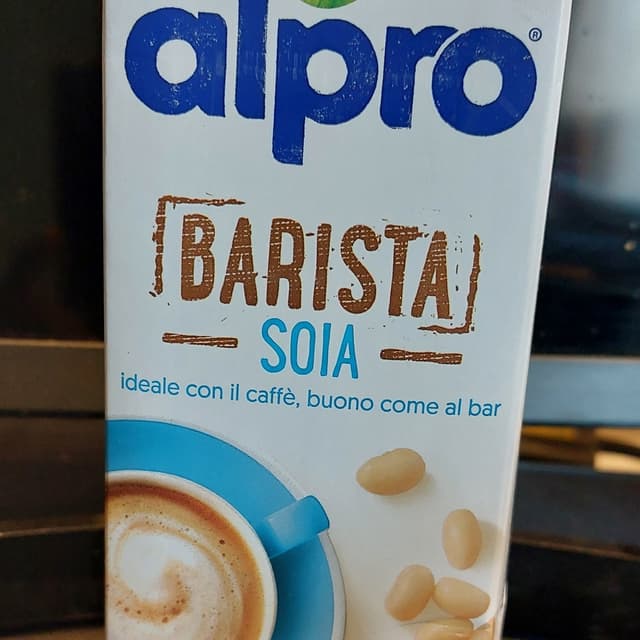 alpro®
BARISTA
SOIA
ideale con il caffè, buono come al bar